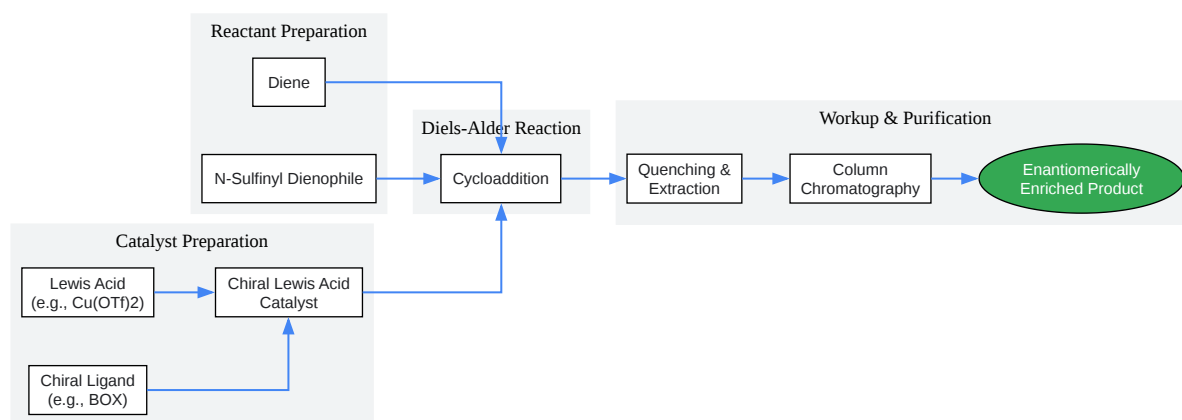 Reactant Preparation
Diene
N-Sulfinyl Dienophile
Diels-Alder Reaction
Cycloaddition
Workup & Purification
Quenching &
Extraction
Column
Chromatography
Enantiomerically
Enriched Product
Catalyst Preparation
Lewis Acid
(e.g., Cu(OTf)2)
Chiral Lewis Acid
Catalyst
Chiral Ligand
(e.g., BOX)